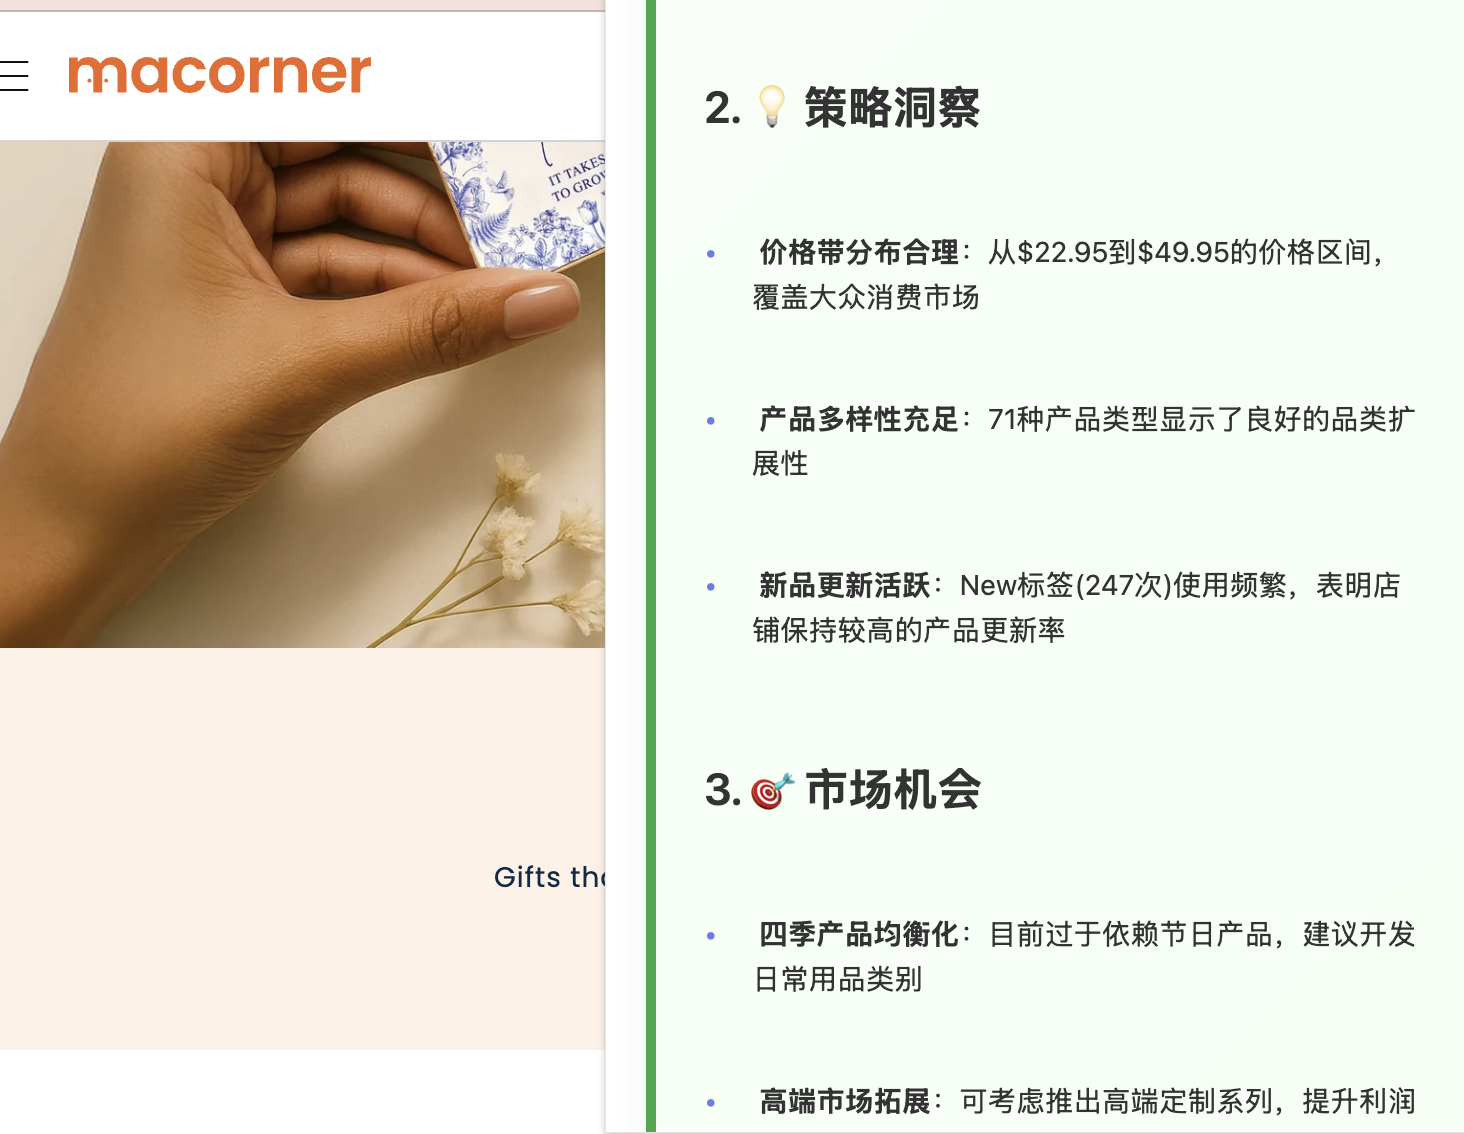 macorner
IT TAKES
TO GROW
Gifts tha
2. 💡 策略洞察
• 价格带分布合理：从$22.95到$49.95的价格区间，
覆盖大众消费市场
• 产品多样性充足：71种产品类型显示了良好的品类扩
展性
• 新品更新活跃：New标签(247次)使用频繁，表明店
铺保持较高的产品更新率
3. 🎯 市场机会
• 四季产品均衡化：目前过于依赖节日产品，建议开发
日常用品类别
• 高端市场拓展：可考虑推出高端定制系列，提升利润